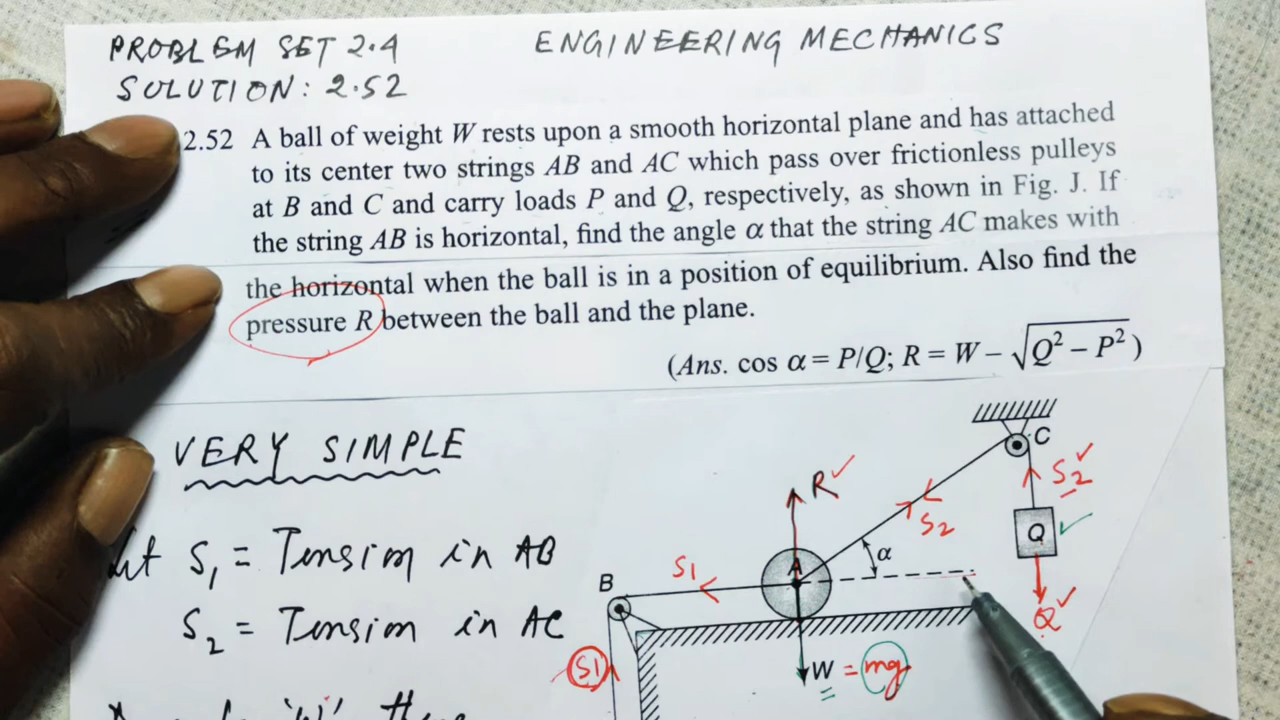 PROBLEM SET 2.4
ENGINEERING MECHANICS
SOLUTION: 2.52
2.52 A ball of weight W rests upon a smooth horizontal plane and has attached
to its center two strings AB and AC which pass over frictionless pulleys
at B and C and carry loads P and Q, respectively, as shown in Fig. J. If
the string AB is horizontal, find the angle α that the string AC makes with
the horizontal when the ball is in a position of equilibrium. Also find the
pressure R between the ball and the plane.
(Ans. cos α = P/Q; R = W − √Q² − P²)
VERY SIMPLE
C
R
S2
S2
Q
α
A
S1
B
Q
Let S₁ = Tension in AB
S₂ = Tension in AC
S1
W = mg